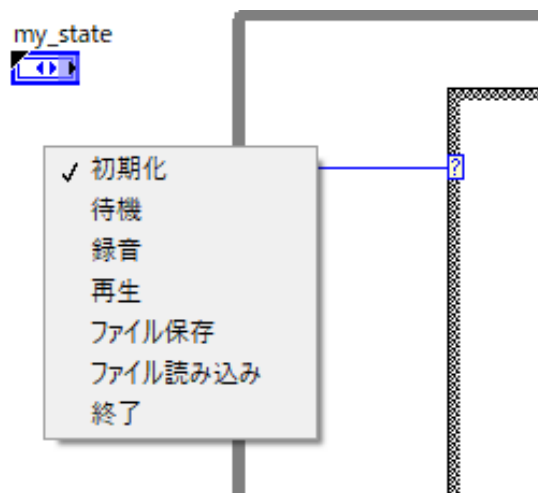 my_state
✓ 初期化
?
待機
録音
再生
ファイル保存
ファイル読み込み
終了